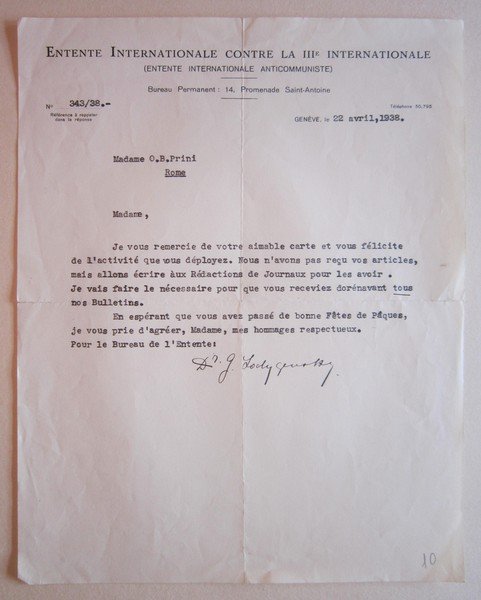 ENTENTE INTERNATIONALE CONTRE LA IIIE INTERNATIONALE
(ENTENTE INTERNATIONALE ANTICOMMUNISTE)
Bureau Permanent : 14, Promenade Saint-Antoine
No 343/38.-
Référence à rappeler
dans la réponse
Téléphone 50.795
GENÈVE, le 22 avril,1938.
Madame O.B.Prini
Rome
Madame,
Je vous remercie de votre aimable carte et vous félicite
de l'activité que vous déployez. Nous n'avons pas reçu vos articles,
mais allons écrire aux Rédactions de Journaux pour les avoir .
Je vais faire le nécessaire pour que vous receviez dorénavant tous
nos Bulletins.
En espérant que vous avez passé de bonne Fêtes de Pâques,
je vous prie d'agréer, Madame, mes hommages respectueux.
Pour le Bureau de l'Entente:
Dr. G. Lodygensky.
10